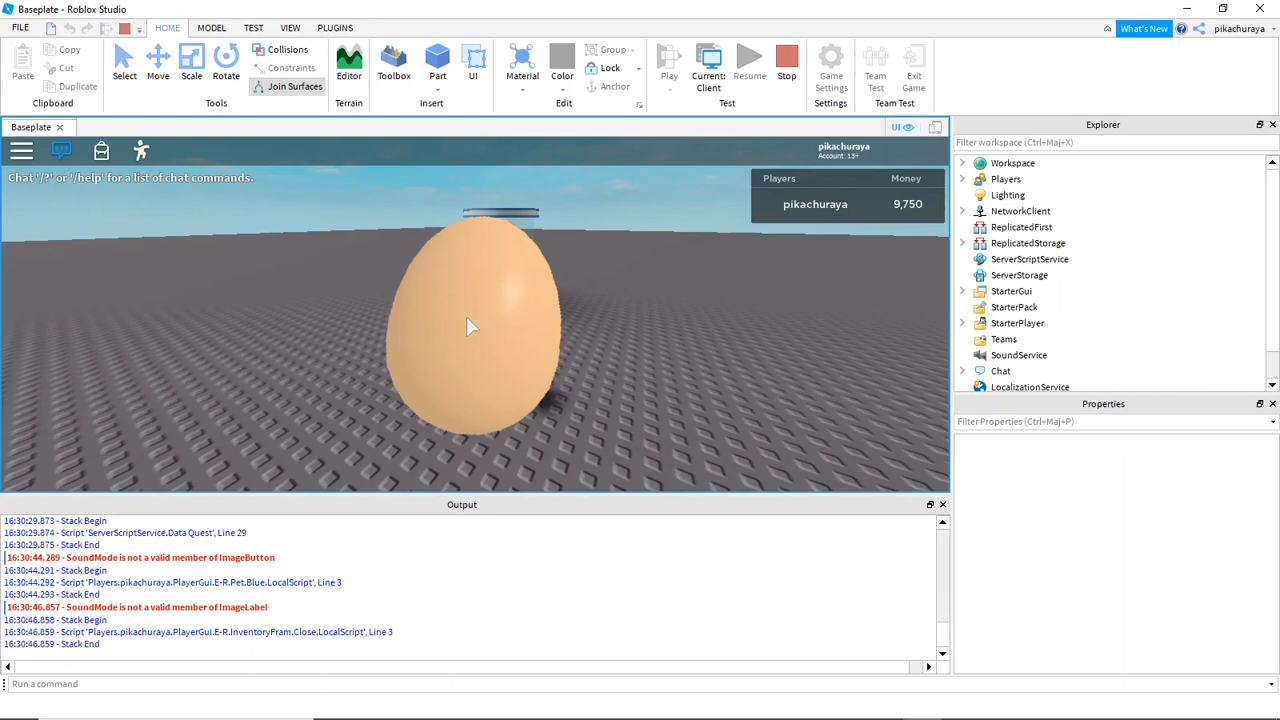 Baseplate - Roblox Studio
FILE HOME MODEL TEST VIEW PLUGINS What's New pikachuraya
Paste Copy Cut Duplicate Clipboard
Select Move Scale Rotate Collisions Constraints Join Surfaces Tools
Editor Terrain
Toolbox Part UI Insert
Material Color Group Lock Anchor Edit
Play Current: Client Resume Stop Test
Game Settings Settings
Team Test Exit Game Team Test
Baseplate
UI
pikachuraya
Account: 13+
Chat '/?' or '/help' for a list of chat commands.
Players Money
pikachuraya 9,750
Explorer
Filter workspace (Ctrl+Maj+X)
Workspace
Players
Lighting
NetworkClient
ReplicatedFirst
ReplicatedStorage
ServerScriptService
ServerStorage
StarterGui
StarterPack
StarterPlayer
Teams
SoundService
Chat
LocalizationService
Properties
Filter Properties (Ctrl+Maj+P)
Output
16:30:29.873 - Stack Begin
16:30:29.874 - Script 'ServerScriptService.Data Quest', Line 29
16:30:29.875 - Stack End
16:30:44.289 - SoundMode is not a valid member of ImageButton
16:30:44.291 - Stack Begin
16:30:44.292 - Script 'Players.pikachuraya.PlayerGui.E-R.Pet.Blue.LocalScript', Line 3
16:30:44.293 - Stack End
16:30:46.857 - SoundMode is not a valid member of ImageLabel
16:30:46.858 - Stack Begin
16:30:46.859 - Script 'Players.pikachuraya.PlayerGui.E-R.InventoryFram.Close.LocalScript', Line 3
16:30:46.859 - Stack End
Run a command